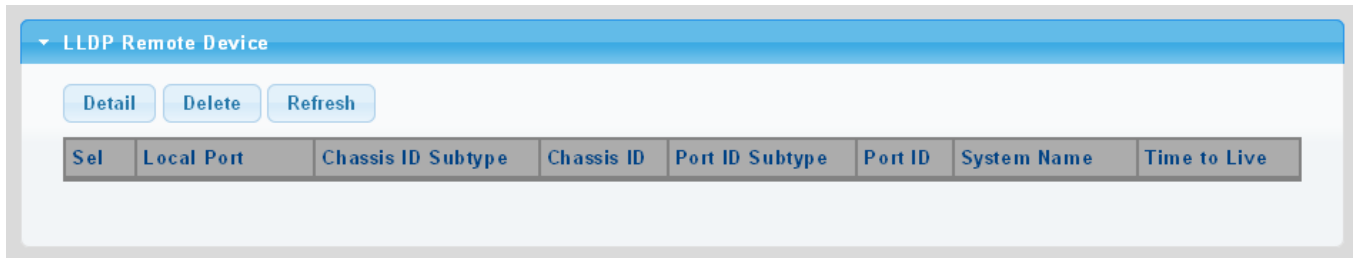 LLDP Remote Device
Detail Delete Refresh
Sel Local Port Chassis ID Subtype Chassis ID Port ID Subtype Port ID System Name Time to Live